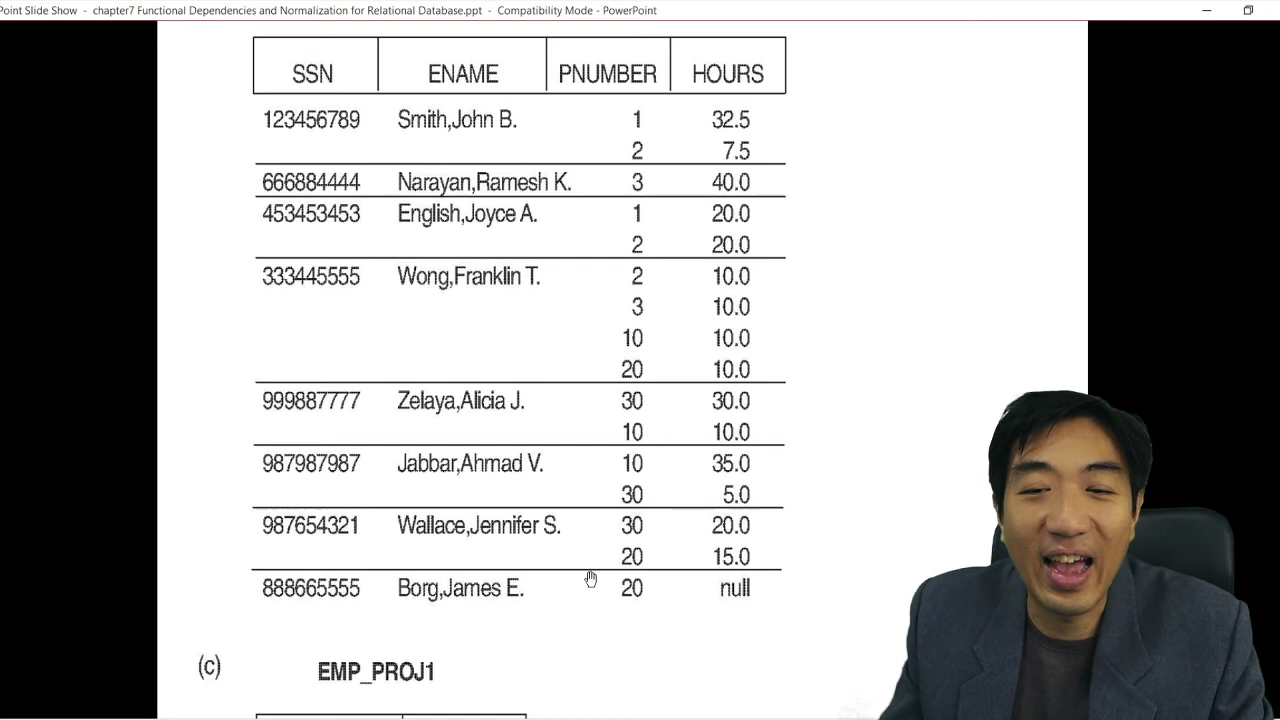 Point Slide Show - chapter7 Functional Dependencies and Normalization for Relational Database.ppt - Compatibility Mode - PowerPoint
SSN ENAME PNUMBER HOURS
123456789 Smith,John B. 1 32.5
2 7.5
666884444 Narayan,Ramesh K. 3 40.0
453453453 English,Joyce A. 1 20.0
2 20.0
333445555 Wong,Franklin T. 2 10.0
3 10.0
10 10.0
20 10.0
999887777 Zelaya,Alicia J. 30 30.0
10 10.0
987987987 Jabbar,Ahmad V. 10 35.0
30 5.0
987654321 Wallace,Jennifer S. 30 20.0
20 15.0
888665555 Borg,James E. 20 null
(c) EMP_PROJ1